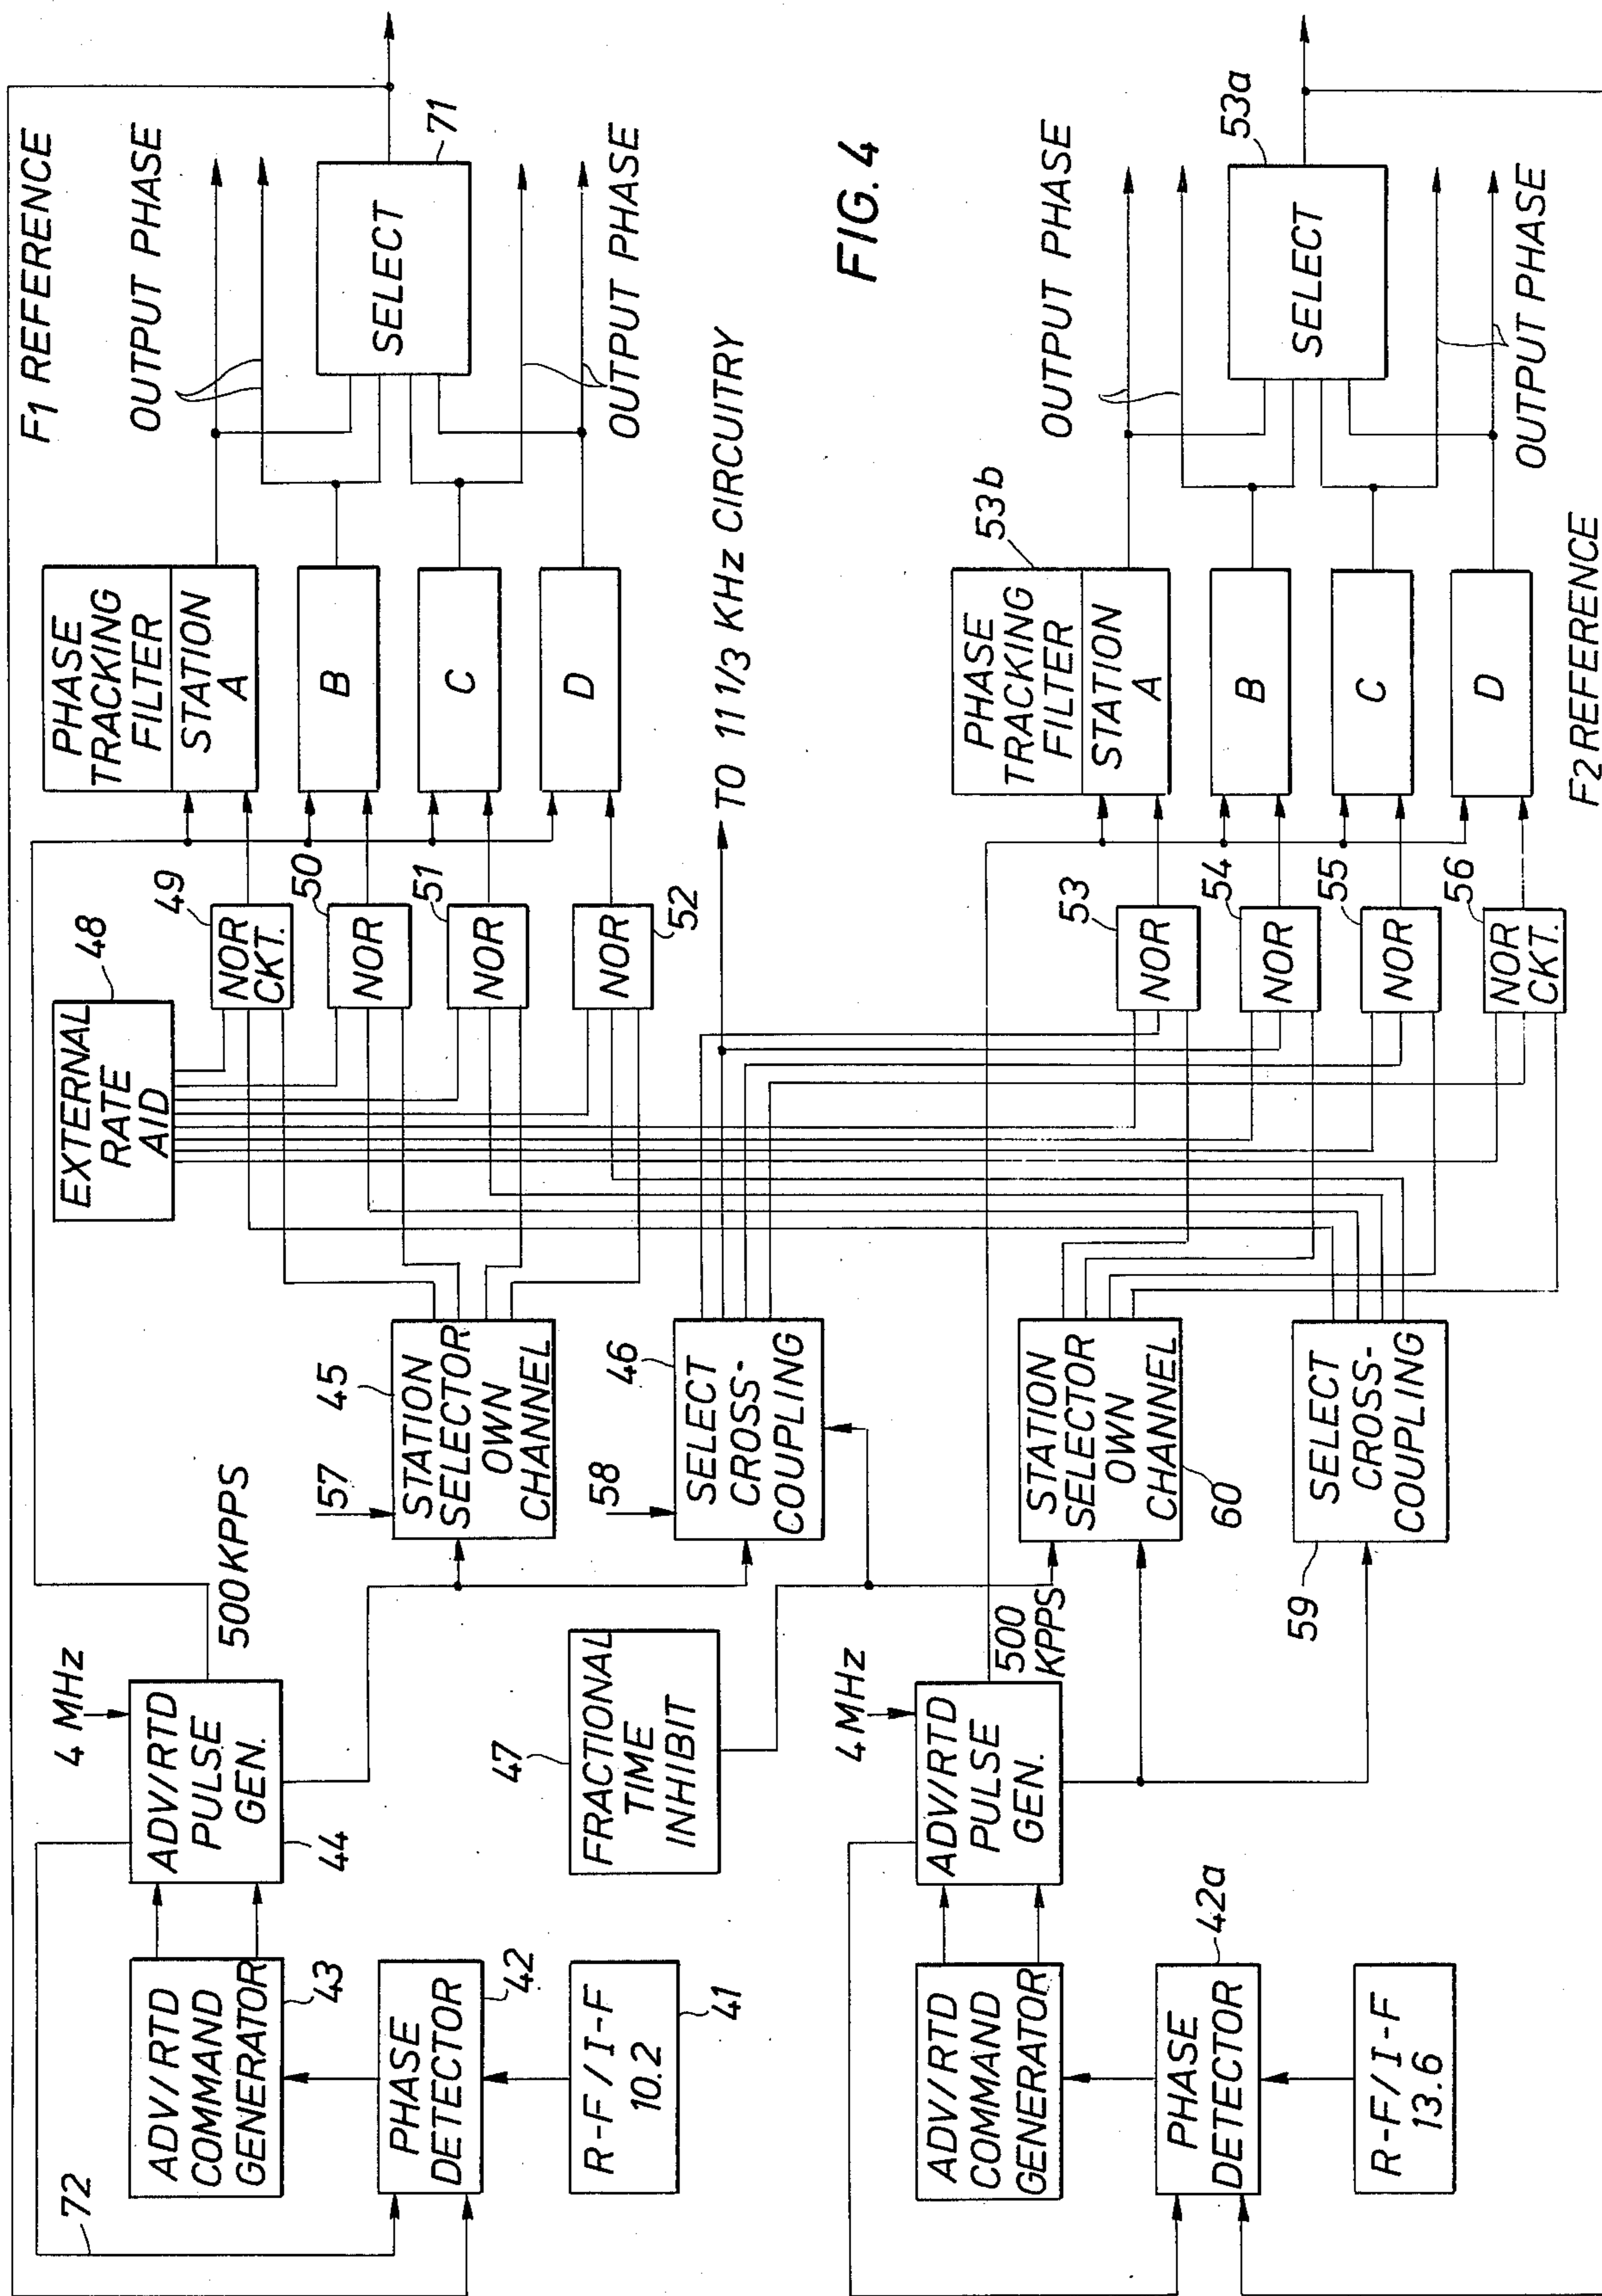 F1 REFERENCE
OUTPUT PHASE
71
SELECT
OUTPUT PHASE
PHASE
TRACKING
FILTER
STATION
A
B
C
D
EXTERNAL
RATE
AID
48
49
NOR
CKT.
50
NOR
51
NOR
NOR
52
TO 11 1/3 KHz CIRCUITRY
57
45
STATION
SELECTOR
OWN
CHANNEL
58
46
SELECT
CROSS-
COUPLING
4 MHz
500 KPPS
ADV/RTD
PULSE
GEN.
44
47
FRACTIONAL
TIME
INHIBIT
72
ADV/RTD
COMMAND
GENERATOR
43
PHASE
DETECTOR
42
R-F/I-F
10.2
41
FIG. 4
OUTPUT PHASE
53a
SELECT
OUTPUT PHASE
PHASE
TRACKING
FILTER
STATION
A
53b
B
C
D
F2 REFERENCE
53
NOR
54
NOR
55
NOR
56
NOR
CKT.
STATION
SELECTOR
OWN
CHANNEL
60
SELECT
CROSS-
COUPLING
59
4 MHz
500
KPPS
ADV/RTD
PULSE
GEN.
ADV/RTD
COMMAND
GENERATOR
PHASE
DETECTOR
42a
R-F/I-F
13.6